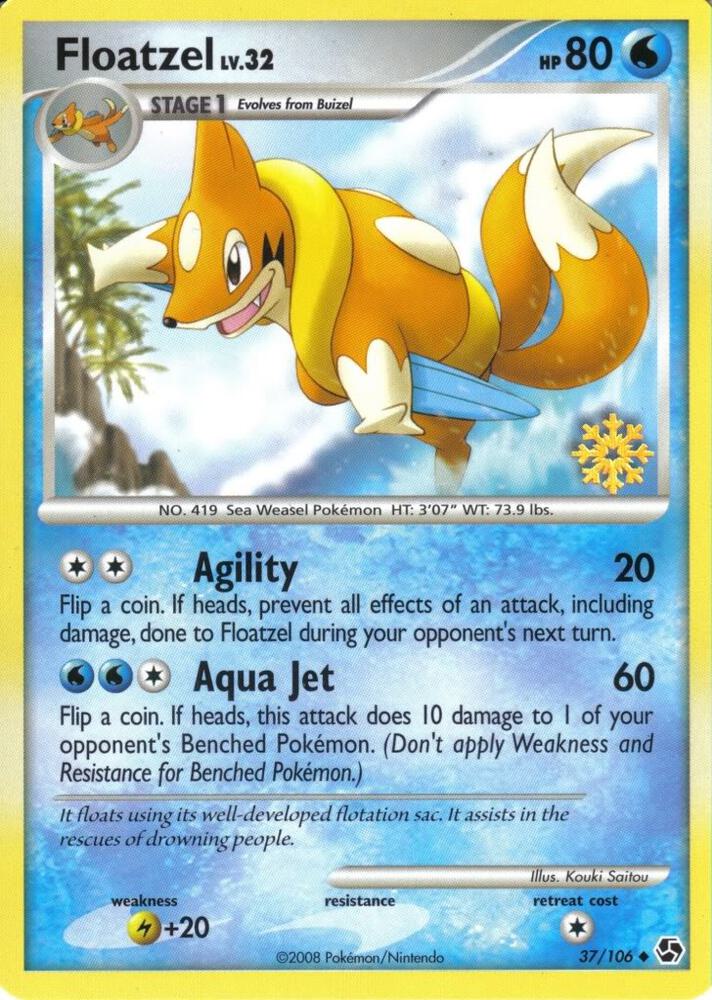 Floatzel LV.32 HP 80
STAGE 1 Evolves from Buizel
NO. 419 Sea Weasel Pokémon HT: 3'07" WT: 73.9 lbs.
Agility 20
Flip a coin. If heads, prevent all effects of an attack, including
damage, done to Floatzel during your opponent's next turn.
Aqua Jet 60
Flip a coin. If heads, this attack does 10 damage to 1 of your
opponent's Benched Pokémon. (Don't apply Weakness and
Resistance for Benched Pokémon.)
It floats using its well-developed flotation sac. It assists in the
rescues of drowning people.
Illus. Kouki Saitou
weakness resistance retreat cost
+20
©2008 Pokémon/Nintendo 37/106